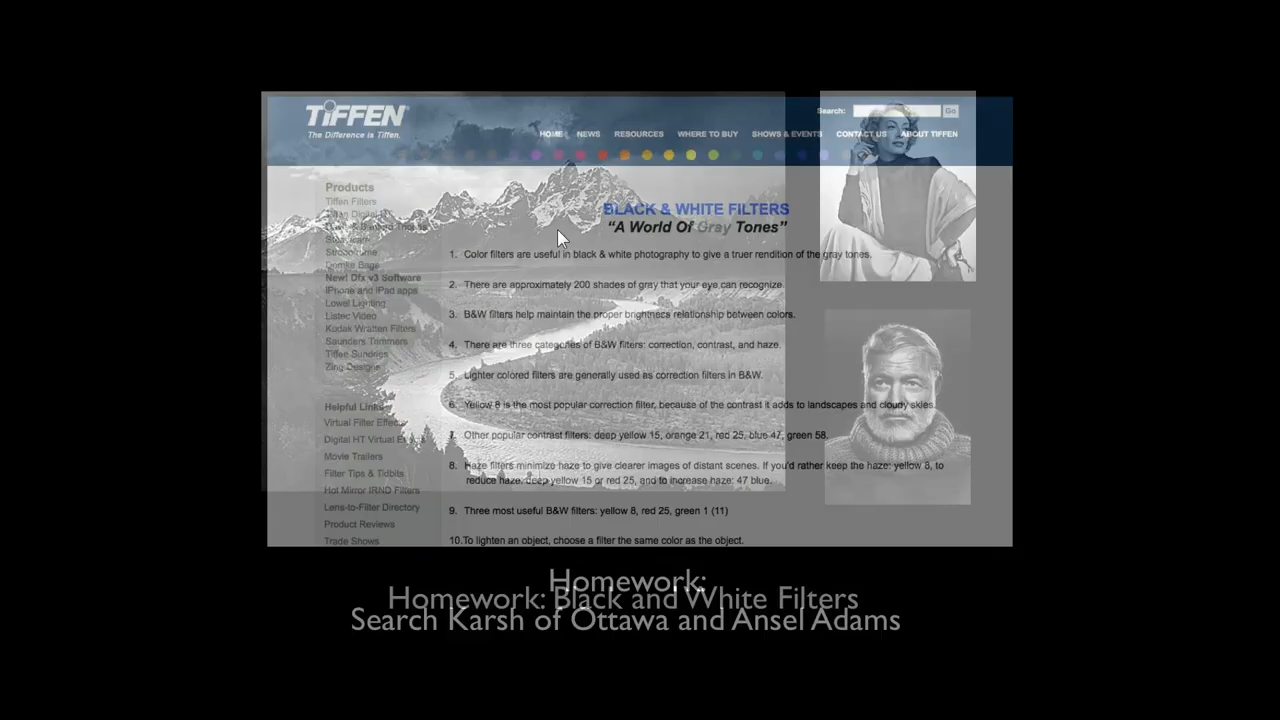 TIFFEN
The Difference is Tiffen.
Search:
Go
HOME NEWS RESOURCES WHERE TO BUY SHOWS & EVENTS CONTACT US ABOUT TIFFEN
Products
Tiffen Filters
Tiffen Digital
Steadicam
Stroboframe
Domke Bags
New! Dfx v3 Software
iPhone and iPad apps
Lowel Lighting
Listec Video
Kodak Wratten Filters
Saunders Trimmers
Tiffen Sundries
Zing Designs
Helpful Links
Virtual Filter Effects
Digital HT Virtual Effects
Movie Trailers
Filter Tips & Tidbits
Hot Mirror IRND Filters
Lens-to-Filter Directory
Product Reviews
Trade Shows
BLACK & WHITE FILTERS
“A World Of Gray Tones”
1. Color filters are useful in black & white photography to give a truer rendition of the gray tones.
2. There are approximately 200 shades of gray that your eye can recognize.
3. B&W filters help maintain the proper brightness relationship between colors.
4. There are three categories of B&W filters: correction, contrast, and haze.
5. Lighter colored filters are generally used as correction filters in B&W.
6. Yellow 8 is the most popular correction filter, because of the contrast it adds to landscapes and cloudy skies.
7. Other popular contrast filters: deep yellow 15, orange 21, red 25, blue 47, green 58.
8. Haze filters minimize haze to give clearer images of distant scenes. If you'd rather keep the haze: yellow 8, to
reduce haze: deep yellow 15 or red 25, and to increase haze: 47 blue.
9. Three most useful B&W filters: yellow 8, red 25, green 1 (11)
10.To lighten an object, choose a filter the same color as the object.
Homework:
Homework: Black and White Filters
Search Karsh of Ottawa and Ansel Adams